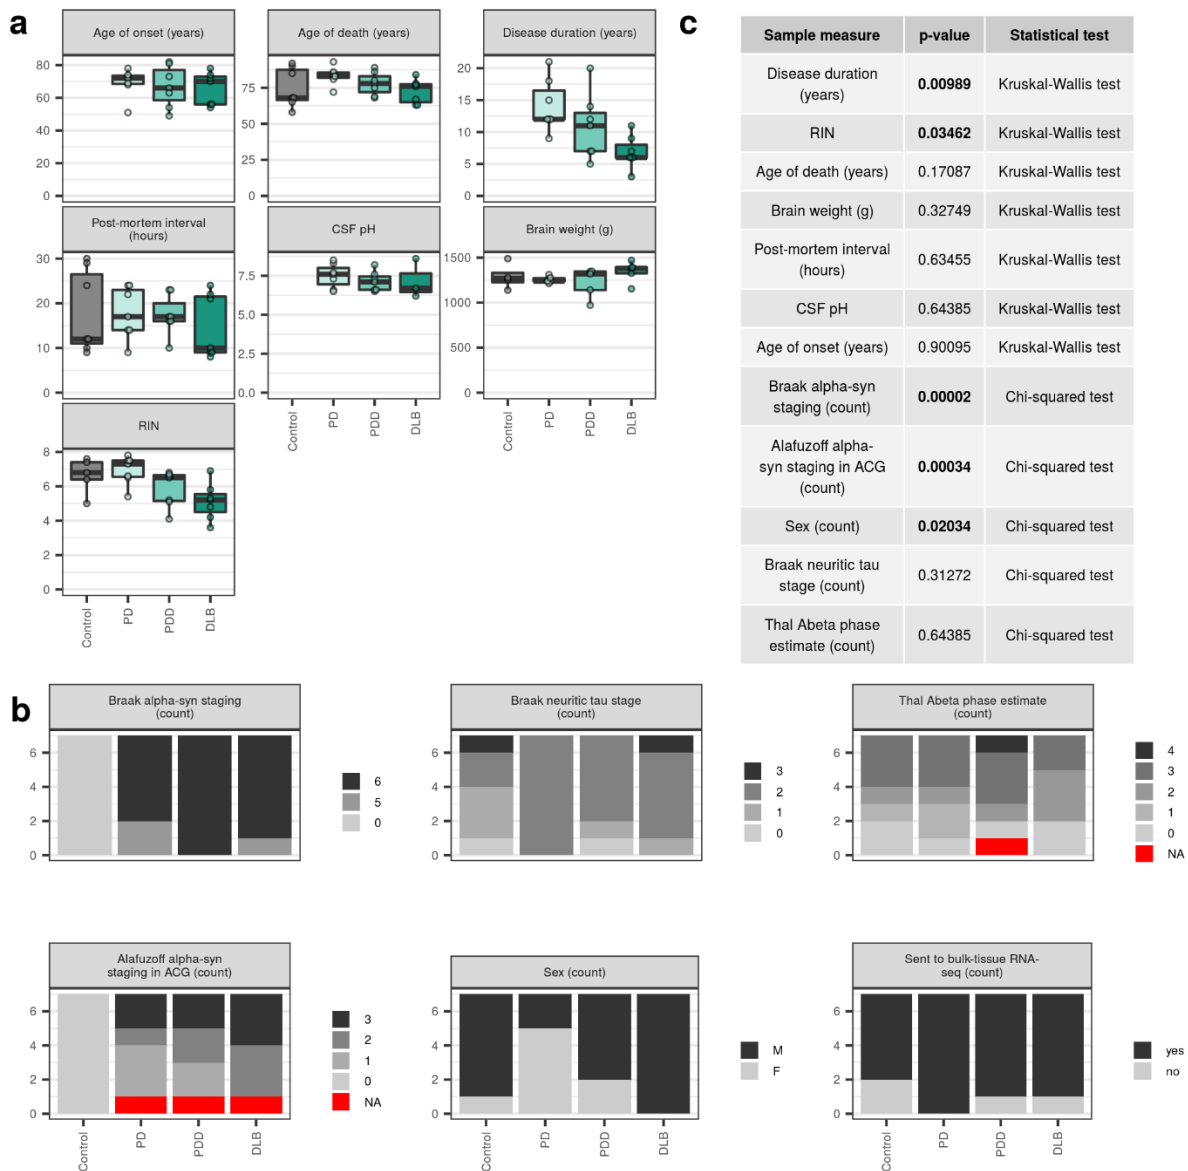 a
Age of onset (years)
Age of death (years)
Disease duration (years)
80
60
40
20
0
75
50
25
0
20
15
10
5
0
Post-mortem interval
(hours)
CSF pH
Brain weight (g)
30
20
10
0
7.5
5.0
2.5
0.0
1500
1000
500
0
Control
PD
PDD
DLB
Control
PD
PDD
DLB
RIN
8
6
4
2
0
Control
PD
PDD
DLB
c
Sample measure p-value Statistical test
Disease duration
(years) 0.00989 Kruskal-Wallis test
RIN 0.03462 Kruskal-Wallis test
Age of death (years) 0.17087 Kruskal-Wallis test
Brain weight (g) 0.32749 Kruskal-Wallis test
Post-mortem interval
(hours) 0.63455 Kruskal-Wallis test
CSF pH 0.64385 Kruskal-Wallis test
Age of onset (years) 0.90095 Kruskal-Wallis test
Braak alpha-syn
staging (count) 0.00002 Chi-squared test
Alafuzoff alpha-
syn staging in ACG
(count) 0.00034 Chi-squared test
Sex (count) 0.02034 Chi-squared test
Braak neuritic tau
stage (count) 0.31272 Chi-squared test
Thal Abeta phase
estimate (count) 0.64385 Chi-squared test
b
Braak alpha-syn staging
(count)
6
4
2
0
6
5
0
Braak neuritic tau stage
(count)
6
4
2
0
3
2
1
0
Thal Abeta phase estimate
(count)
6
4
2
0
4
3
2
1
0
NA
Alafuzoff alpha-syn
staging in ACG (count)
6
4
2
0
Control
PD
PDD
DLB
3
2
1
0
NA
Sex (count)
6
4
2
0
Control
PD
PDD
DLB
M
F
Sent to bulk-tissue RNA-
seq (count)
6
4
2
0
Control
PD
PDD
DLB
yes
no